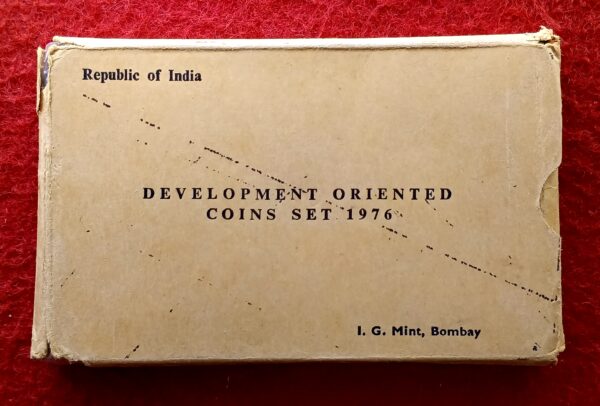 Republic of India
DEVELOPMENT ORIENTED
COINS SET 1976
I. G. Mint, Bombay